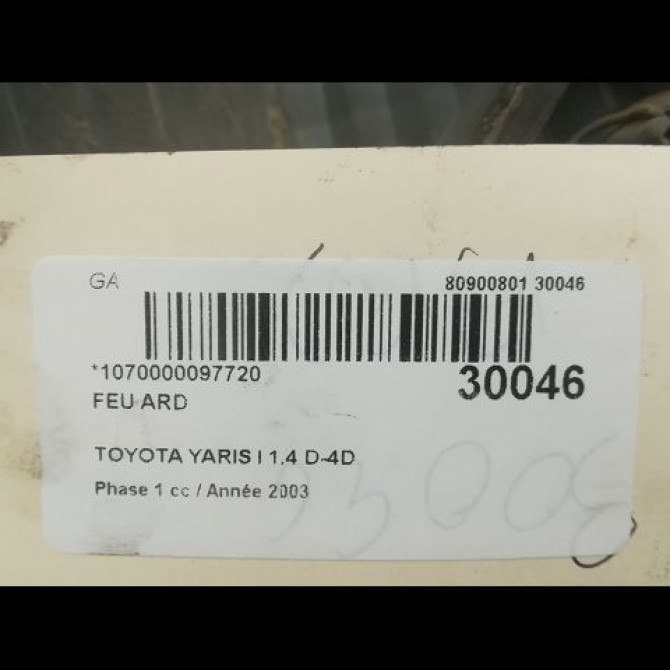 GA
80900801 30046
*1070000097720
30046
FEU ARD
TOYOTA YARIS I 1.4 D-4D
Phase 1 cc / Année 2003